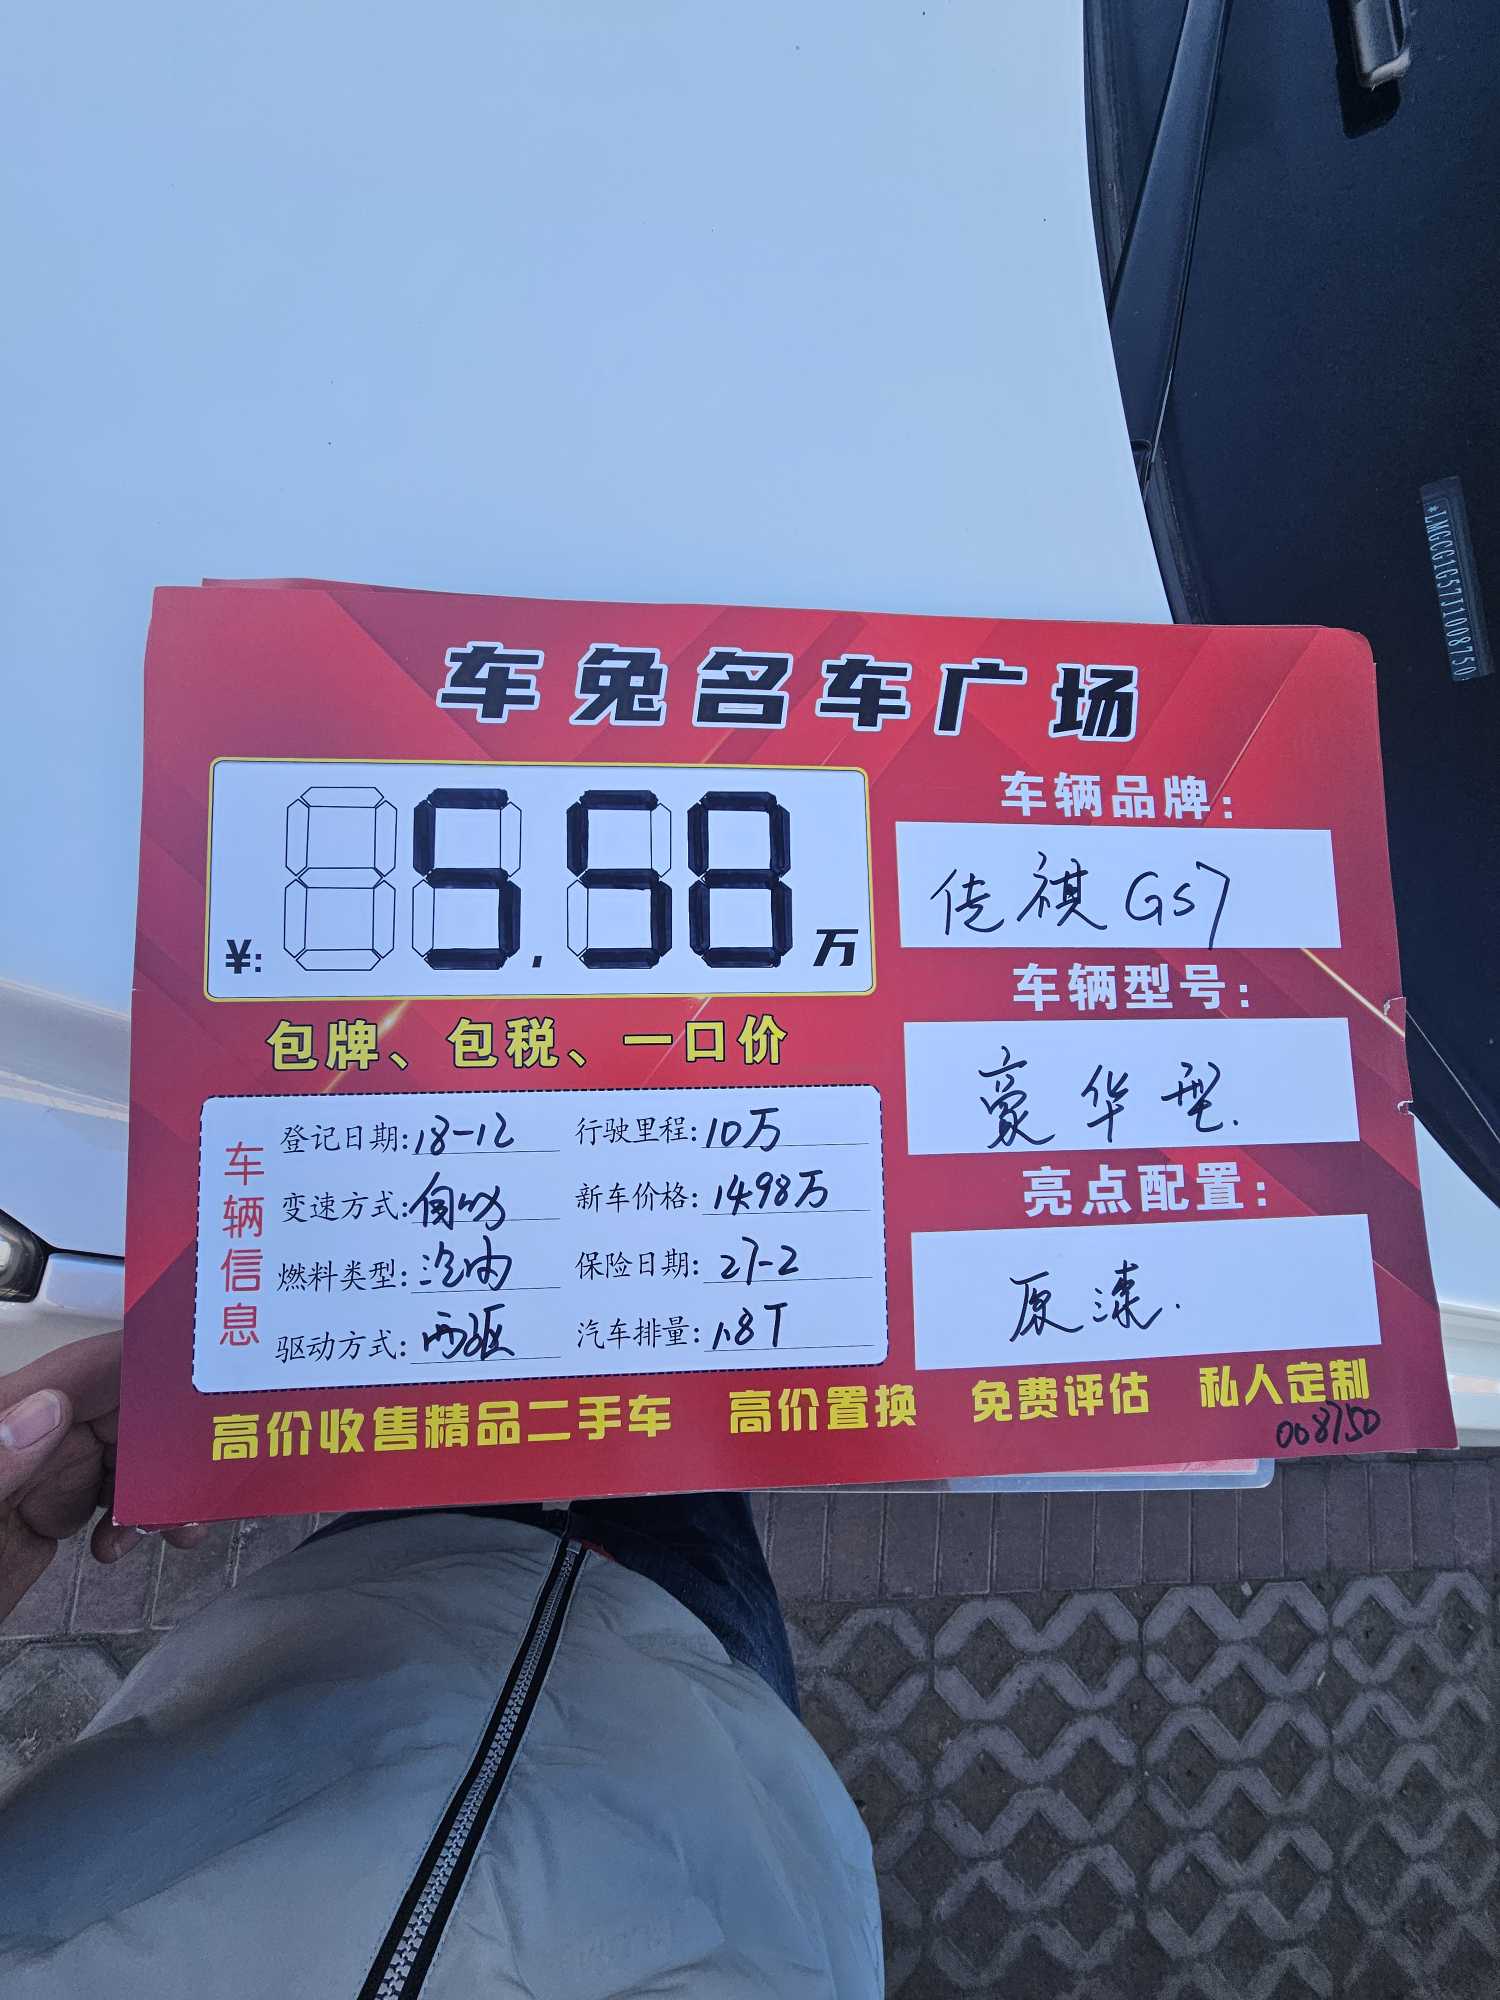 *LMGCG1G57J1008750
车兔名车广场
¥: 5.58 万
包牌、包税、一口价
车辆品牌:
传祺GS7
车辆型号:
豪华型.
亮点配置:
原漆.
车辆信息
登记日期: 18-12 行驶里程: 10万
变速方式: 自动 新车价格: 14.98万
燃料类型: 汽油 保险日期: 27-2
驱动方式: 两驱 汽车排量: 1.8T
高价收售精品二手车 高价置换 免费评估 私人定制
008750